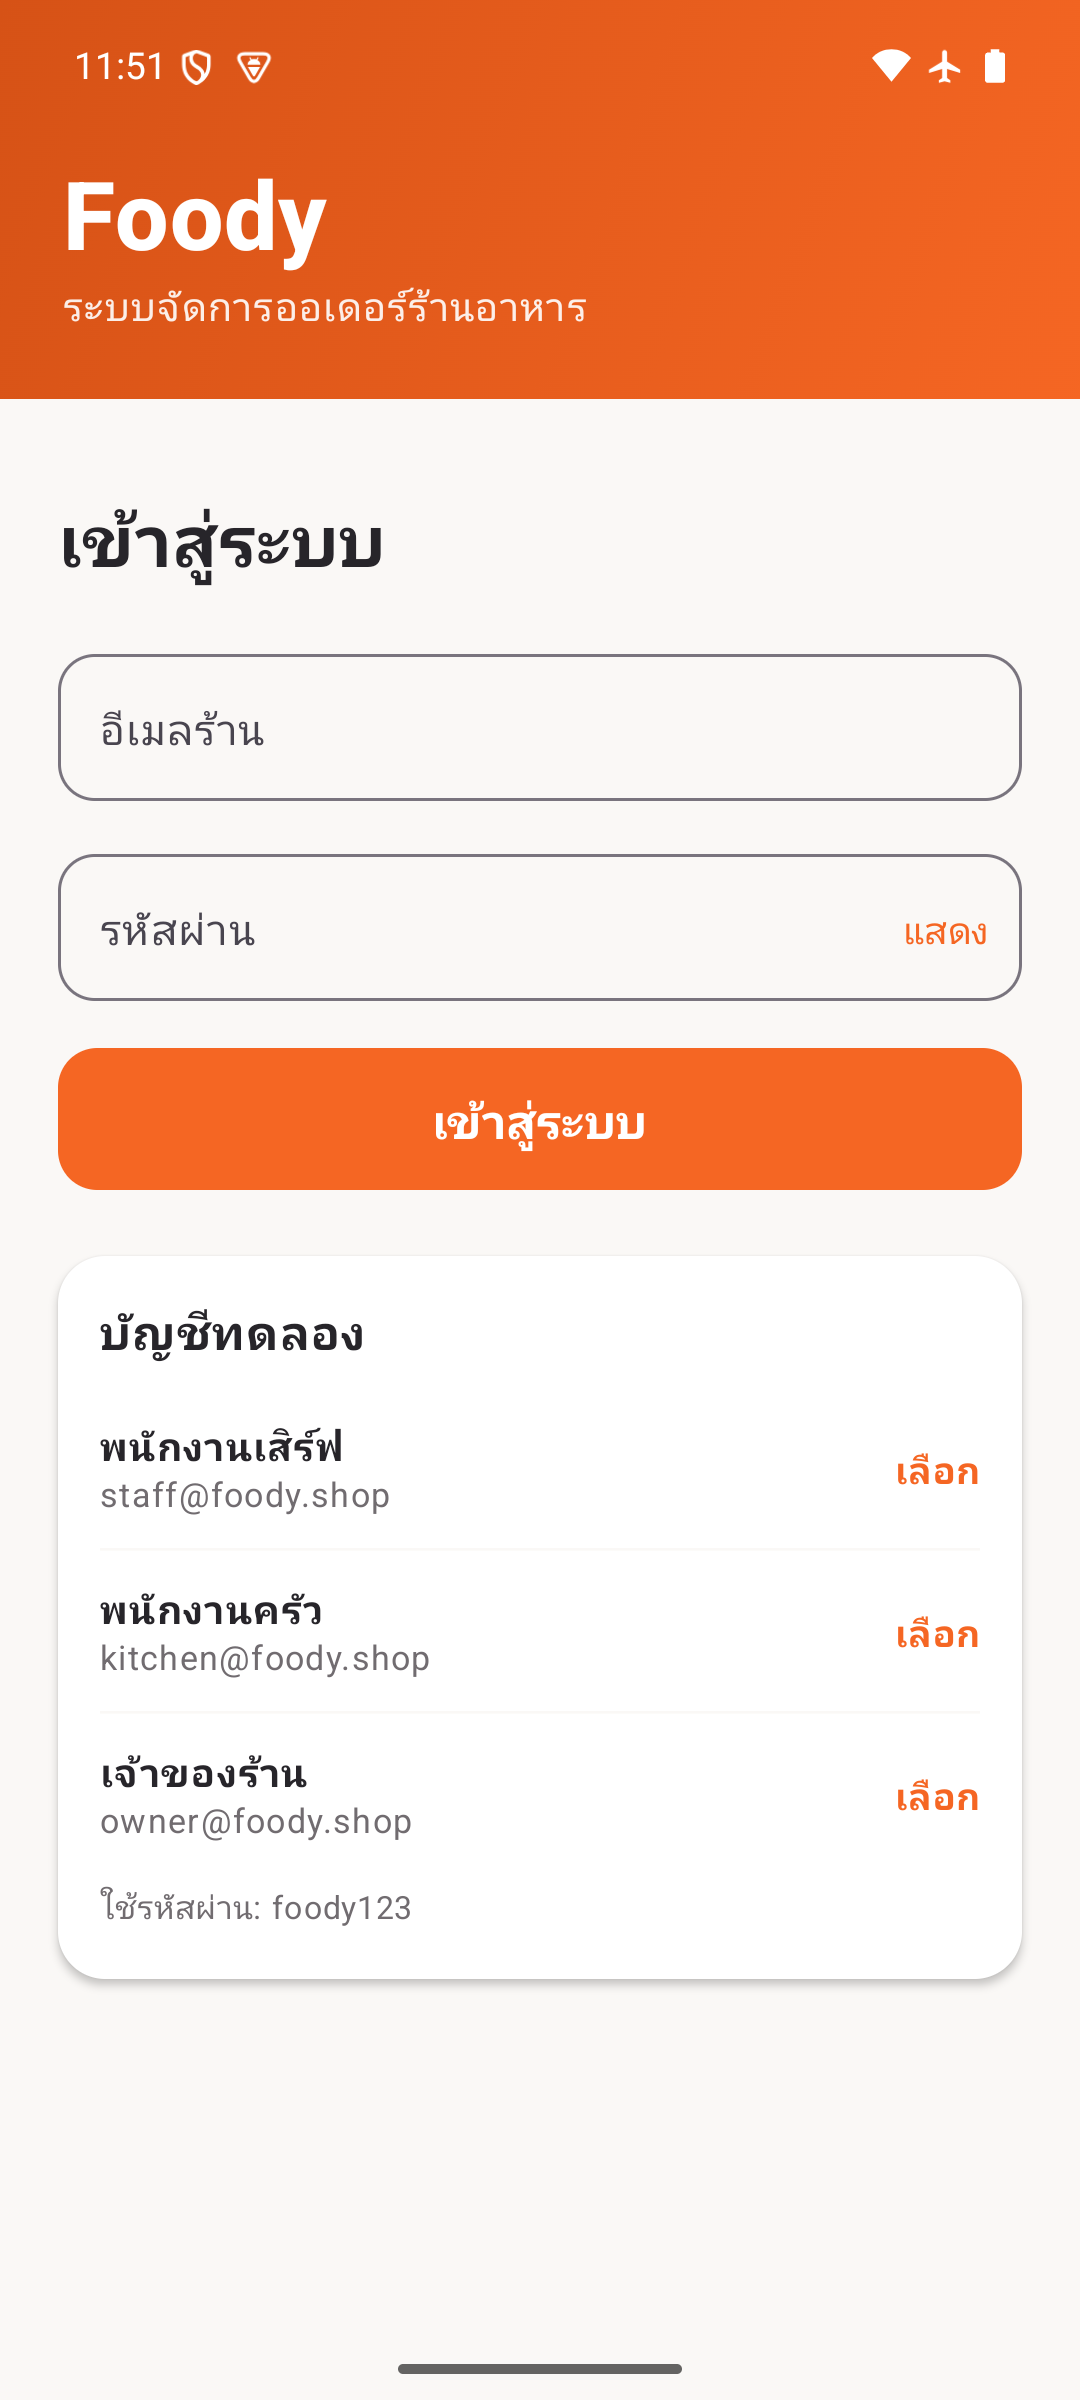 11:51
Foody
ระบบจัดการออเดอร์ร้านอาหาร
เข้าสู่ระบบ
อีเมลร้าน
รหัสผ่าน
แสดง
เข้าสู่ระบบ
บัญชีทดลอง
พนักงานเสิร์ฟ
staff@foody.shop
เลือก
พนักงานครัว
kitchen@foody.shop
เลือก
เจ้าของร้าน
owner@foody.shop
เลือก
ใช้รหัสผ่าน: foody123